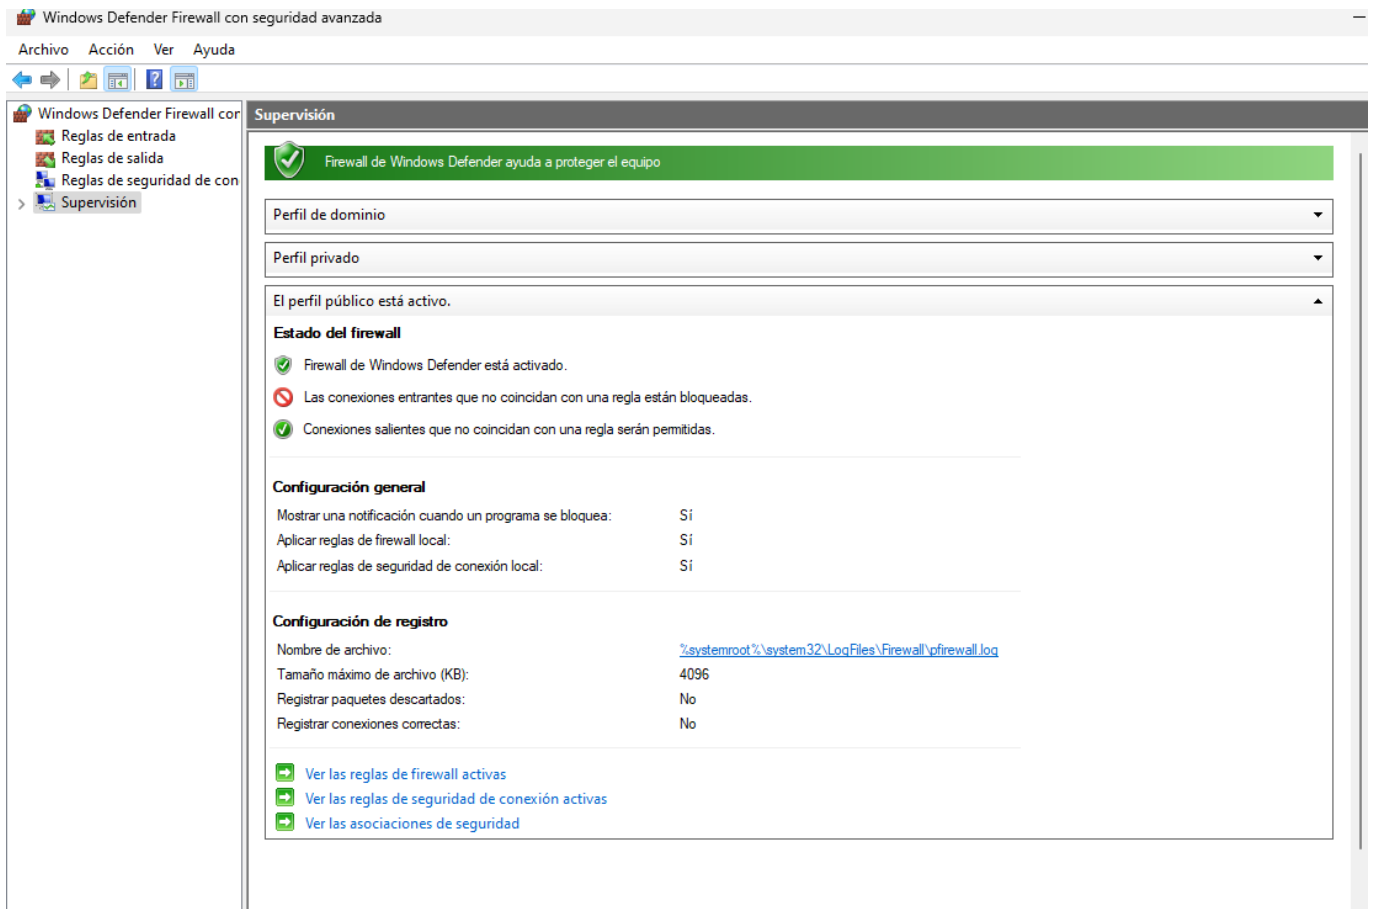 Windows Defender Firewall con seguridad avanzada
Archivo Acción Ver Ayuda
Windows Defender Firewall con
Reglas de entrada
Reglas de salida
Reglas de seguridad de con
Supervisión
Supervisión
Firewall de Windows Defender ayuda a proteger el equipo
Perfil de dominio
Perfil privado
El perfil público está activo.
Estado del firewall
Firewall de Windows Defender está activado.
Las conexiones entrantes que no coincidan con una regla están bloqueadas.
Conexiones salientes que no coincidan con una regla serán permitidas.
Configuración general
Mostrar una notificación cuando un programa se bloquea: Sí
Aplicar reglas de firewall local: Sí
Aplicar reglas de seguridad de conexión local: Sí
Configuración de registro
Nombre de archivo: %systemroot%\system32\LogFiles\Firewall\pfirewall.log
Tamaño máximo de archivo (KB): 4096
Registrar paquetes descartados: No
Registrar conexiones correctas: No
Ver las reglas de firewall activas
Ver las reglas de seguridad de conexión activas
Ver las asociaciones de seguridad